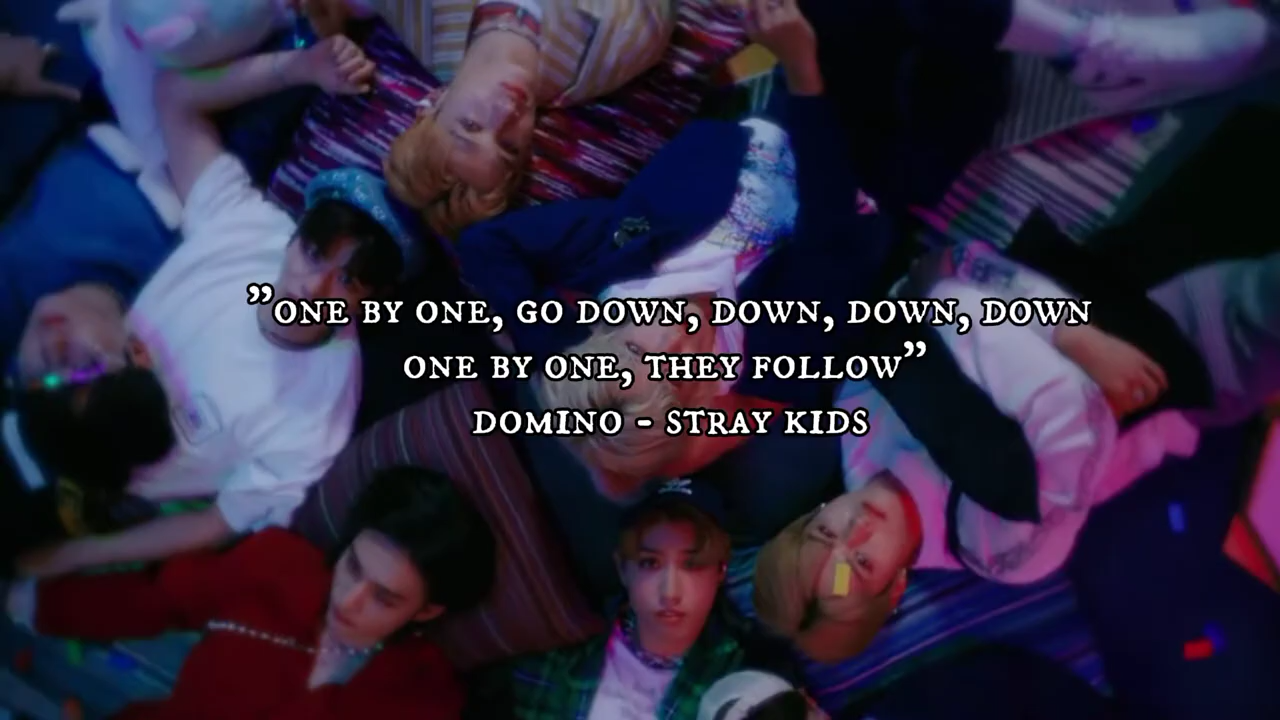 ”ONE BY ONE, GO DOWN, DOWN, DOWN, DOWN
ONE BY ONE, THEY FOLLOW”
DOMINO - STRAY KIDS